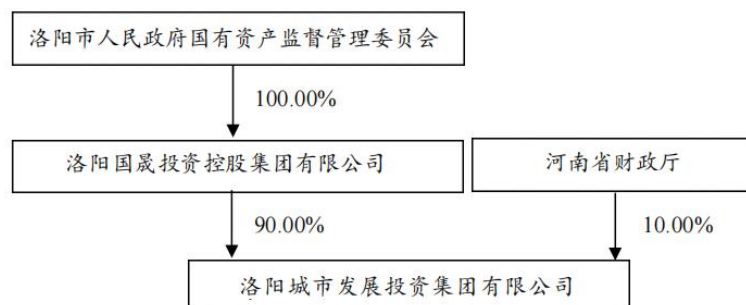 洛阳市人民政府国有资产监督管理委员会
100.00%
洛阳国晟投资控股集团有限公司
河南省财政厅
90.00%
10.00%
洛阳城市发展投资集团有限公司